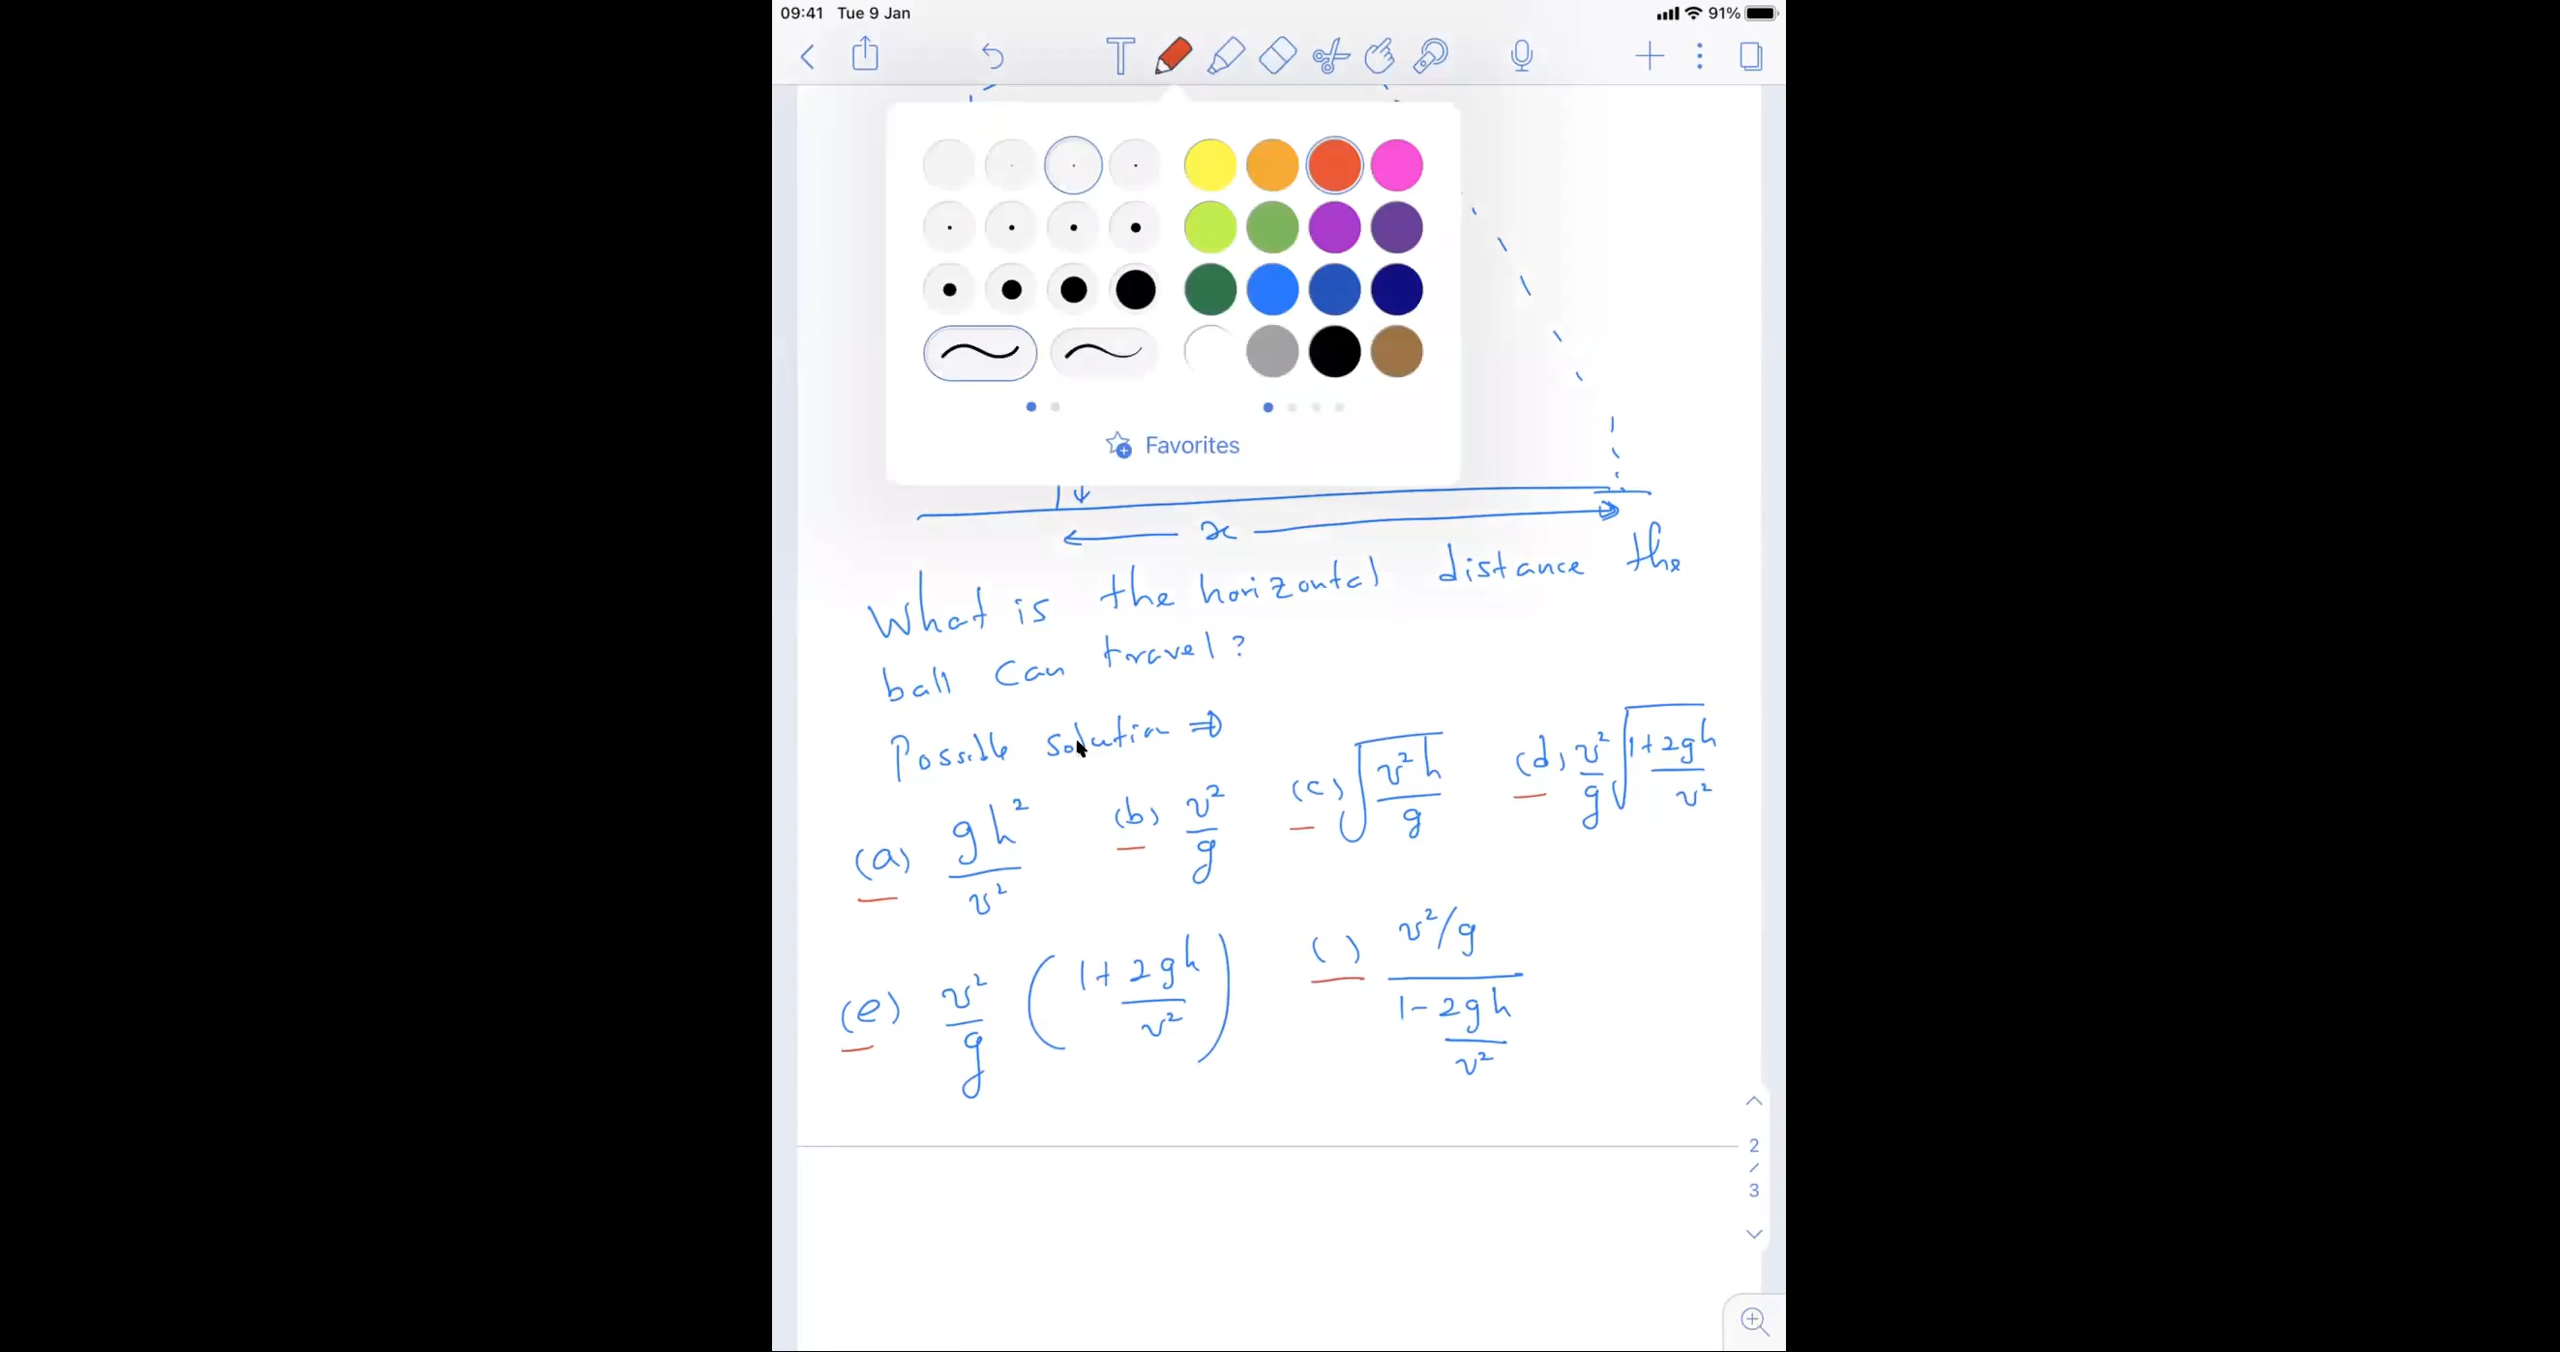 09:41 Tue 9 Jan 91%
T
Favorites
x
What is the horizontal distance the
ball can travel?
Possible solution ⇒
(a) gh²/v² (b) v²/g (c) √(v²h/g) (d) v²/g √(1+2gh/v²)
(e) v²/g (1+2gh/v²) ( ) v²/g / (1-2gh/v²)
2
/
3